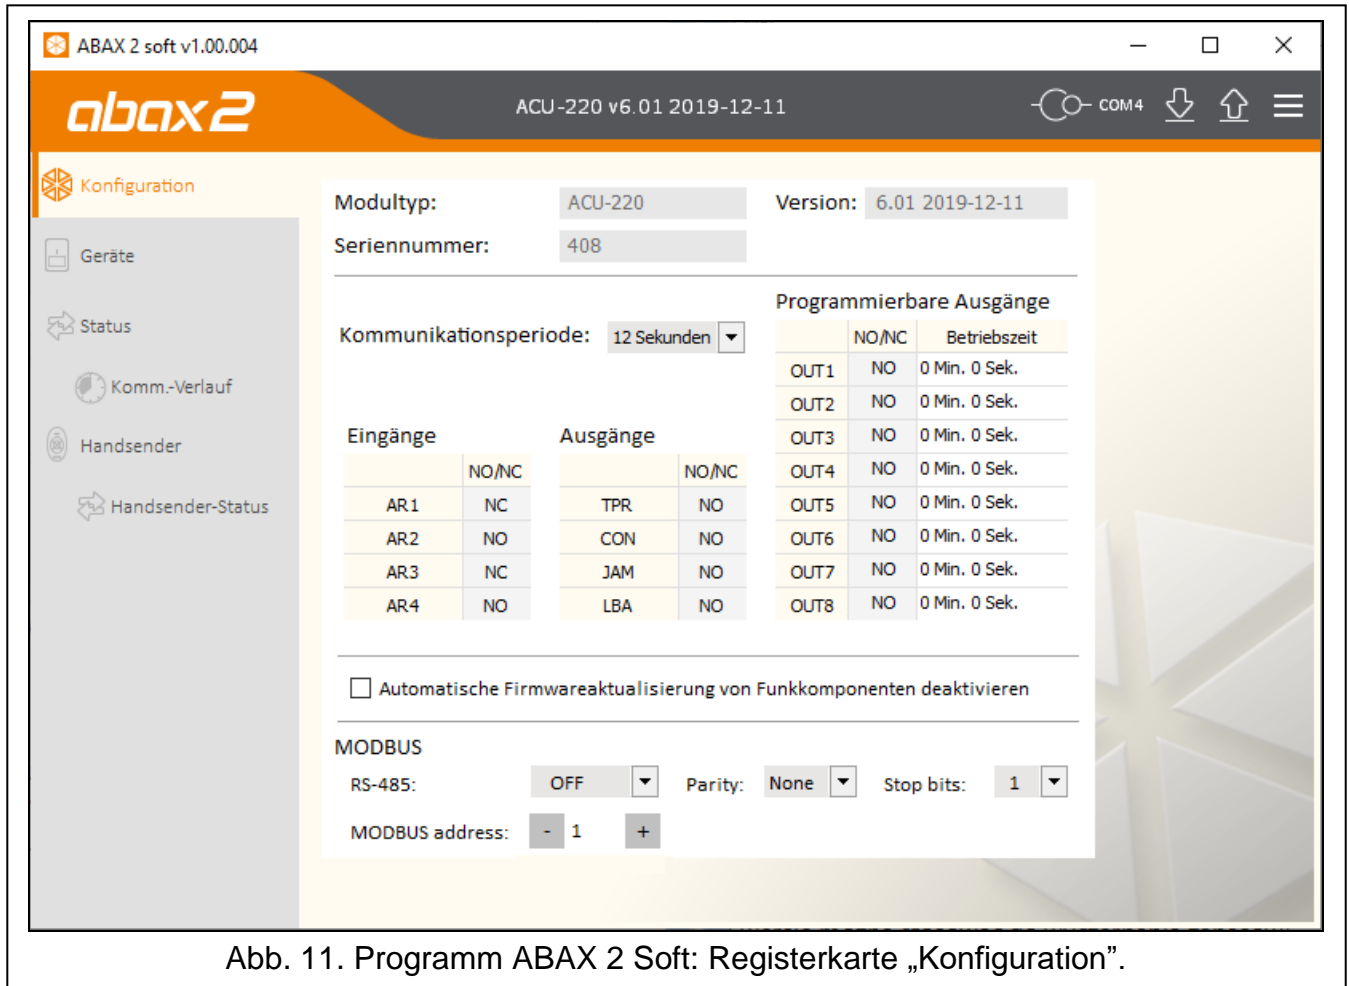 ABAX 2 soft v1.00.004
abax 2
ACU-220 v6.01 2019-12-11
COM4
Konfiguration
Geräte
Status
Komm.-Verlauf
Handsender
Handsender-Status
Modultyp: ACU-220 Version: 6.01 2019-12-11
Seriennummer: 408
Kommunikationsperiode: 12 Sekunden
Eingänge
NO/NC
AR1 NC
AR2 NO
AR3 NC
AR4 NO
Ausgänge
NO/NC
TPR NO
CON NO
JAM NO
LBA NO
Programmierbare Ausgänge
NO/NC Betriebszeit
OUT1 NO 0 Min. 0 Sek.
OUT2 NO 0 Min. 0 Sek.
OUT3 NO 0 Min. 0 Sek.
OUT4 NO 0 Min. 0 Sek.
OUT5 NO 0 Min. 0 Sek.
OUT6 NO 0 Min. 0 Sek.
OUT7 NO 0 Min. 0 Sek.
OUT8 NO 0 Min. 0 Sek.
Automatische Firmwareaktualisierung von Funkkomponenten deaktivieren
MODBUS
RS-485: OFF Parity: None Stop bits: 1
MODBUS address: - 1 +
Abb. 11. Programm ABAX 2 Soft: Registerkarte „Konfiguration”.